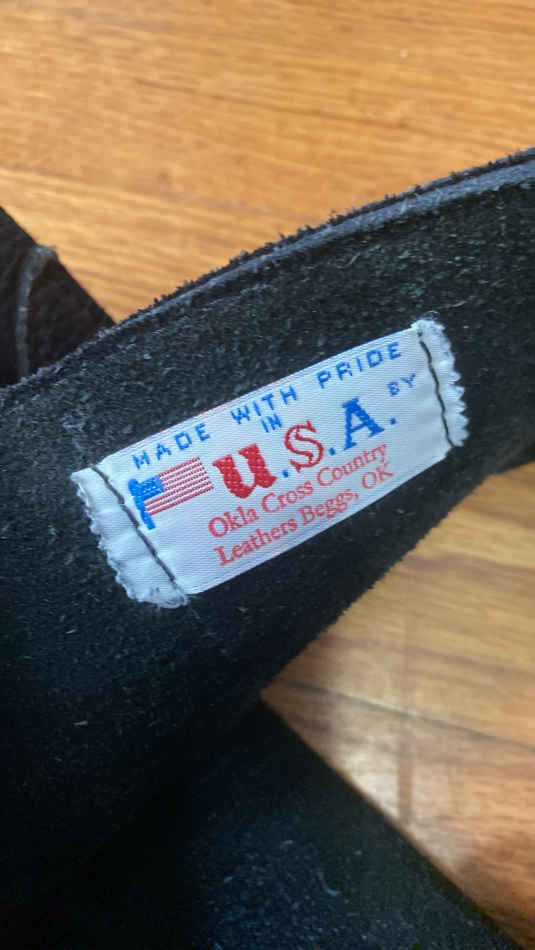 MADE WITH PRIDE
IN BY
U.S.A.
Okla Cross Country
Leathers Beggs, OK